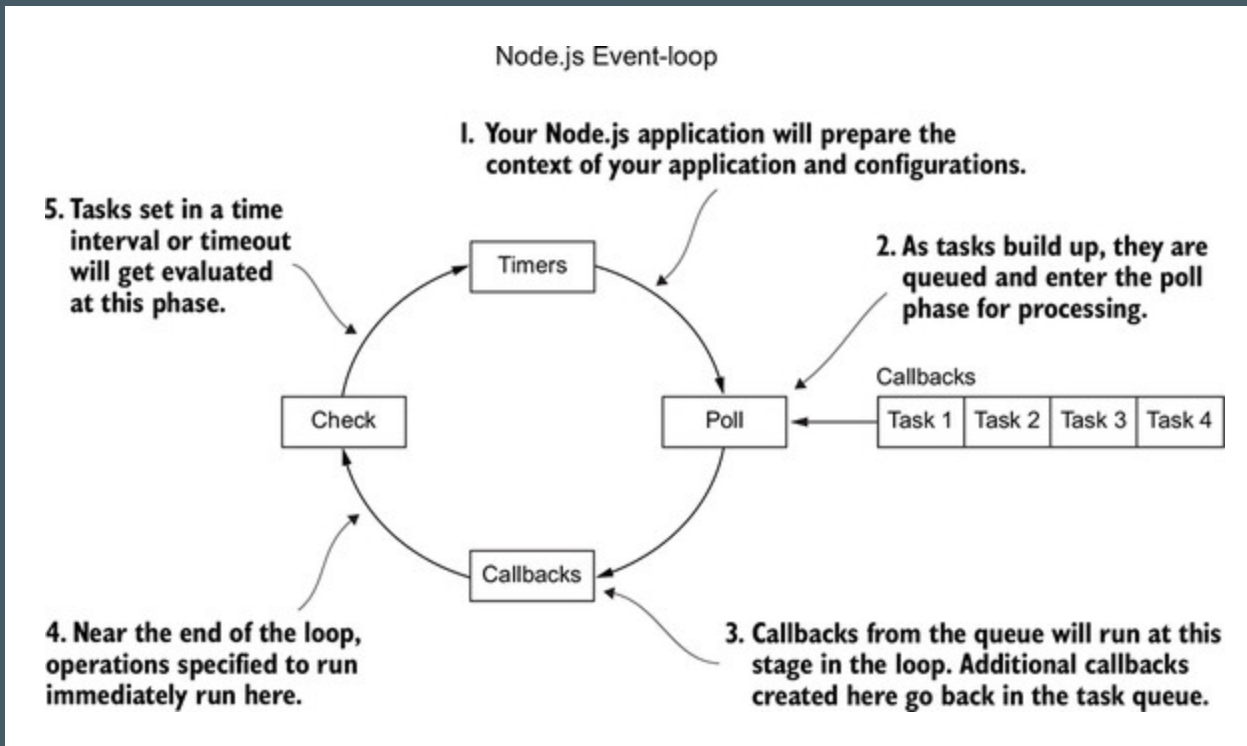 Node.js Event-loop
1. Your Node.js application will prepare the
context of your application and configurations.
5. Tasks set in a time
interval or timeout
will get evaluated
at this phase.
Timers
2. As tasks build up, they are
queued and enter the poll
phase for processing.
Callbacks
Check
Poll
Task 1 Task 2 Task 3 Task 4
Callbacks
4. Near the end of the loop,
operations specified to run
immediately run here.
3. Callbacks from the queue will run at this
stage in the loop. Additional callbacks
created here go back in the task queue.